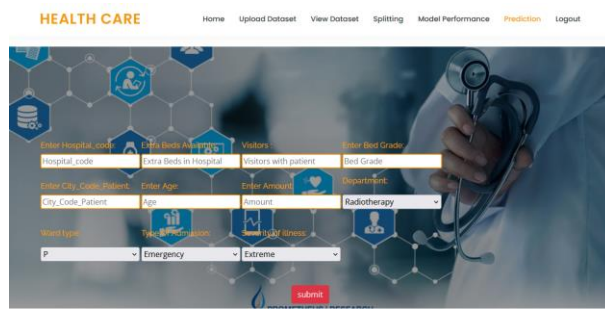 HEALTH CARE Home Upload Dataset View Dataset Splitting Model Performance Prediction Logout
Enter Hospital_code: Extra Beds Available: Visitors : Enter Bed Grade:
Hospital_code Extra Beds in Hospital Visitors with patient Bed Grade
Enter City_Code_Patient: Enter Age: Enter Amount: Department:
City_Code_Patient Age Amount Radiotherapy
Ward type: Type of Admission: Severity of illness:
P Emergency Extreme
submit
PROMETHEUS RESEARCH